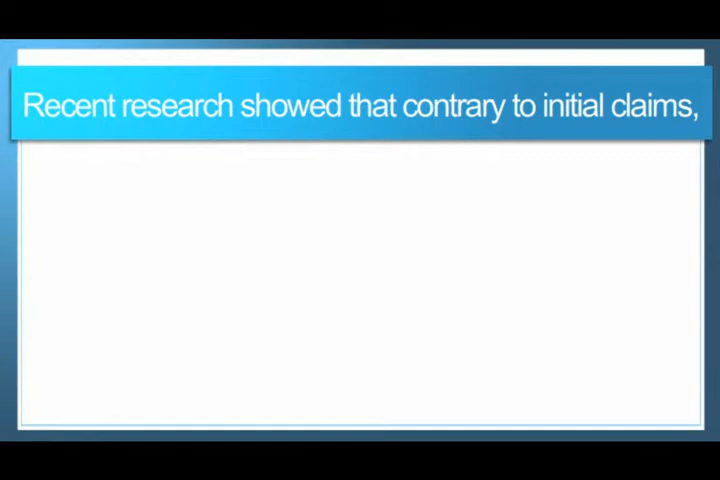 Recent research showed that contrary to initial claims,